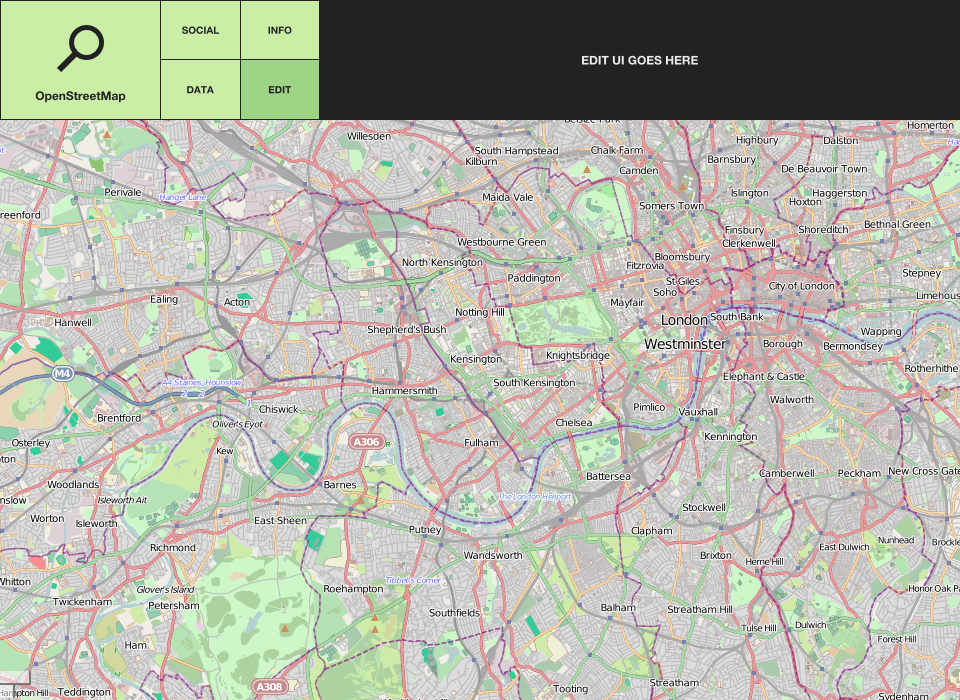 SOCIAL
INFO
EDIT UI GOES HERE
DATA
EDIT
OpenStreetMap
Homerton
Willesden
Highbury
Dalston
South Hampstead
Chalk Farm
Kilburn
Barnsbury
Camden
De Beauvoir Town
Perivale
Hanger Lane
Maida Vale
Islington
Haggerston
Hoxton
Somers Town
reenford
Bethnal Green
Finsbury
Shoreditch
Westbourne Green
Clerkenwell
Bloomsbury
North Kensington
Fitzrovia
Stepney
Paddington
St Giles
City of London
Soho
Ealing
Acton
Mayfair
Limehous
Notting Hill
Hanwell
London
South Bank
Shepherd's Bush
Wapping
Westminster
Borough
Bermondsey
Kensington
Knightsbridge
Rotherhithe
M4
A4 Staines, Hounslow
South Kensington
Elephant & Castle
Hammersmith
Walworth
Chiswick
Pimlico
Vauxhall
Brentford
Oliver's Eyot
Chelsea
Osterley
A306
Fulham
Kennington
Kew
Battersea
Camberwell
Peckham
New Cross Gate
Woodlands
Barnes
The London Heliport
nslow
Isleworth Ait
Stockwell
Worton
Isleworth
East Sheen
Putney
Clapham
Richmond
Wandsworth
Brixton
East Dulwich
Nunhead
Brockle
Herne Hill
Whitton
Tibbet's Corner
Glover's Island
Roehampton
Honor Oak Pa
Twickenham
Petersham
Southfields
Balham
Streatham Hill
Tulse Hill
Dulwich
Forest Hill
Ham
A308
Streatham
Tooting
Teddington
Sydenham